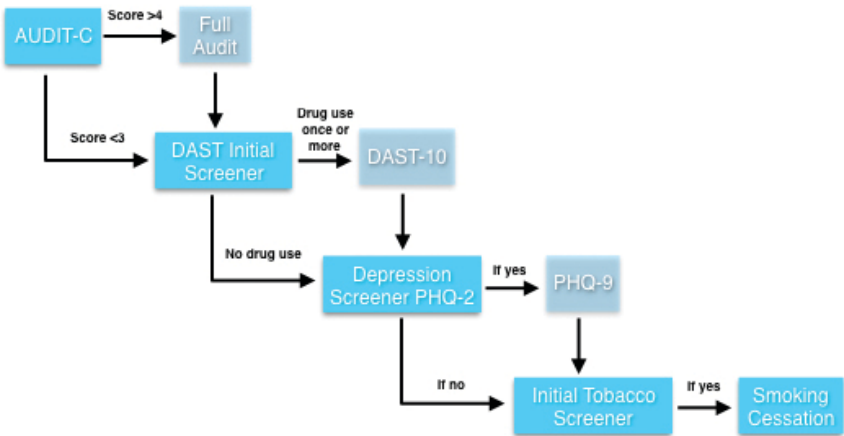 Score >4
AUDIT-C
Full
Audit
Score <3
Drug use
once or
more
DAST Initial
Screener
DAST-10
No drug use
Depression
Screener PHQ-2
If yes
PHQ-9
If no
Initial Tobacco
Screener
If yes
Smoking
Cessation